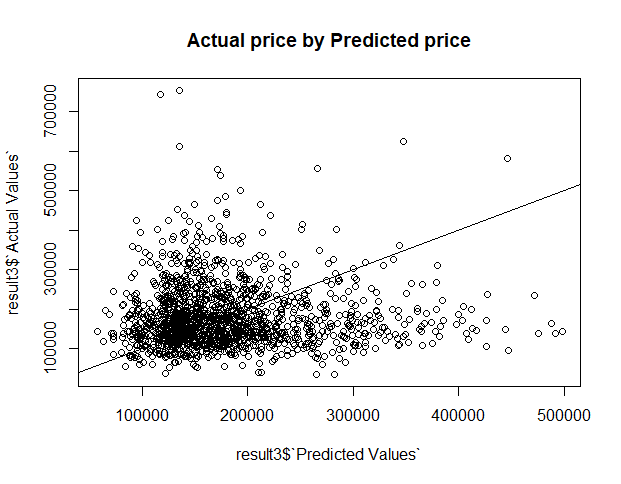 Actual price by Predicted price
result3$`Actual Values`
700000
500000
300000
100000
100000 200000 300000 400000 500000
result3$`Predicted Values`